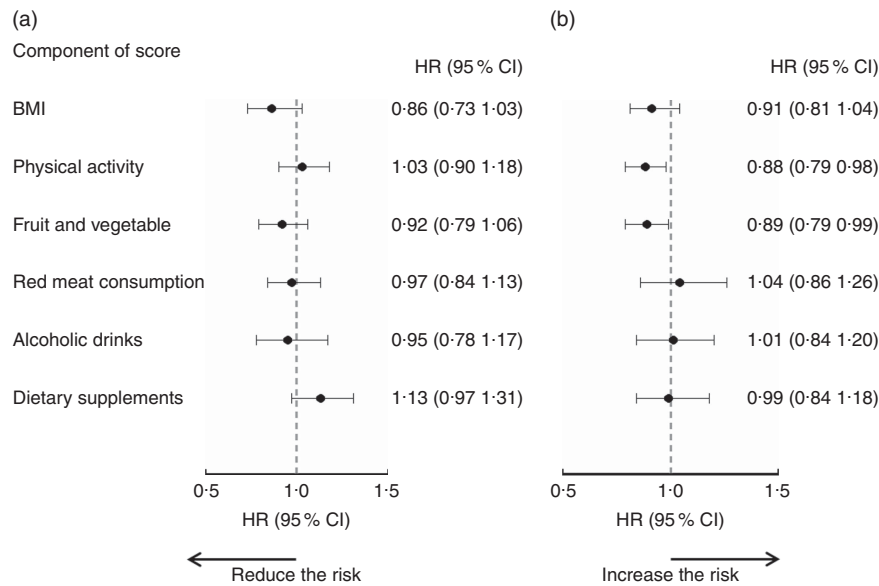 (a) (b)
Component of score
HR (95 % CI) HR (95 % CI)
BMI 0·86 (0·73 1·03) 0·91 (0·81 1·04)
Physical activity 1·03 (0·90 1·18) 0·88 (0·79 0·98)
Fruit and vegetable 0·92 (0·79 1·06) 0·89 (0·79 0·99)
Red meat consumption 0·97 (0·84 1·13) 1·04 (0·86 1·26)
Alcoholic drinks 0·95 (0·78 1·17) 1·01 (0·84 1·20)
Dietary supplements 1·13 (0·97 1·31) 0·99 (0·84 1·18)
0·5 1·0 1·5 0·5 1·0 1·5
HR (95 % CI) HR (95 % CI)
Reduce the risk Increase the risk